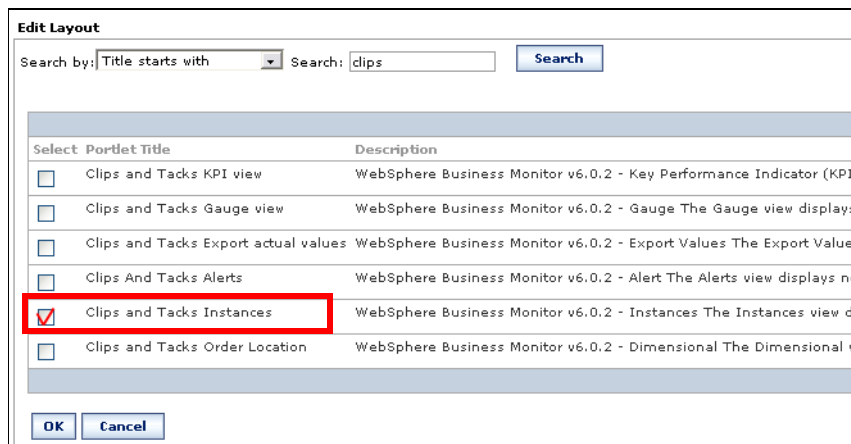 Edit Layout
Search by: Title starts with Search: clips Search
Select Portlet Title Description
Clips and Tacks KPI view WebSphere Business Monitor v6.0.2 - Key Performance Indicator (KPI
Clips and Tacks Gauge view WebSphere Business Monitor v6.0.2 - Gauge The Gauge view displays
Clips and Tacks Export actual values WebSphere Business Monitor v6.0.2 - Export Values The Export Value
Clips And Tacks Alerts WebSphere Business Monitor v6.0.2 - Alert The Alerts view displays n
Clips and Tacks Instances WebSphere Business Monitor v6.0.2 - Instances The Instances view d
Clips and Tacks Order Location WebSphere Business Monitor v6.0.2 - Dimensional The Dimensional
OK Cancel